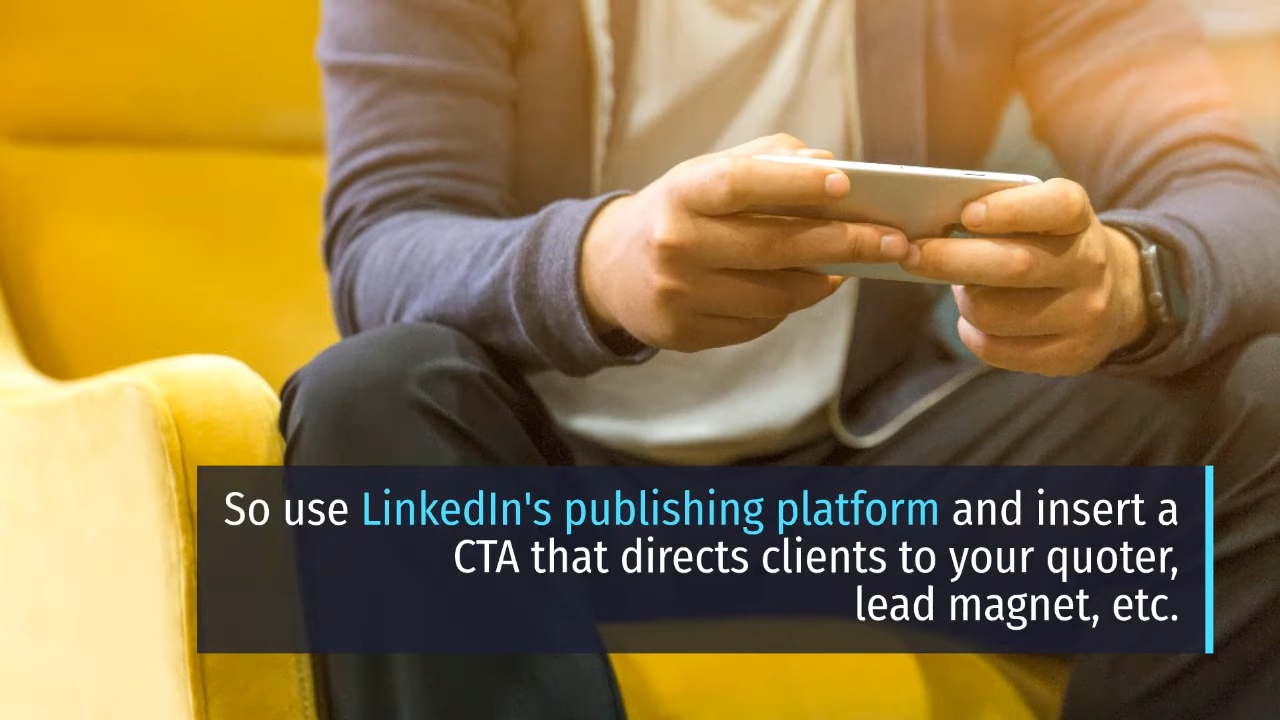 So use LinkedIn's publishing platform and insert a
CTA that directs clients to your quoter,
lead magnet, etc.